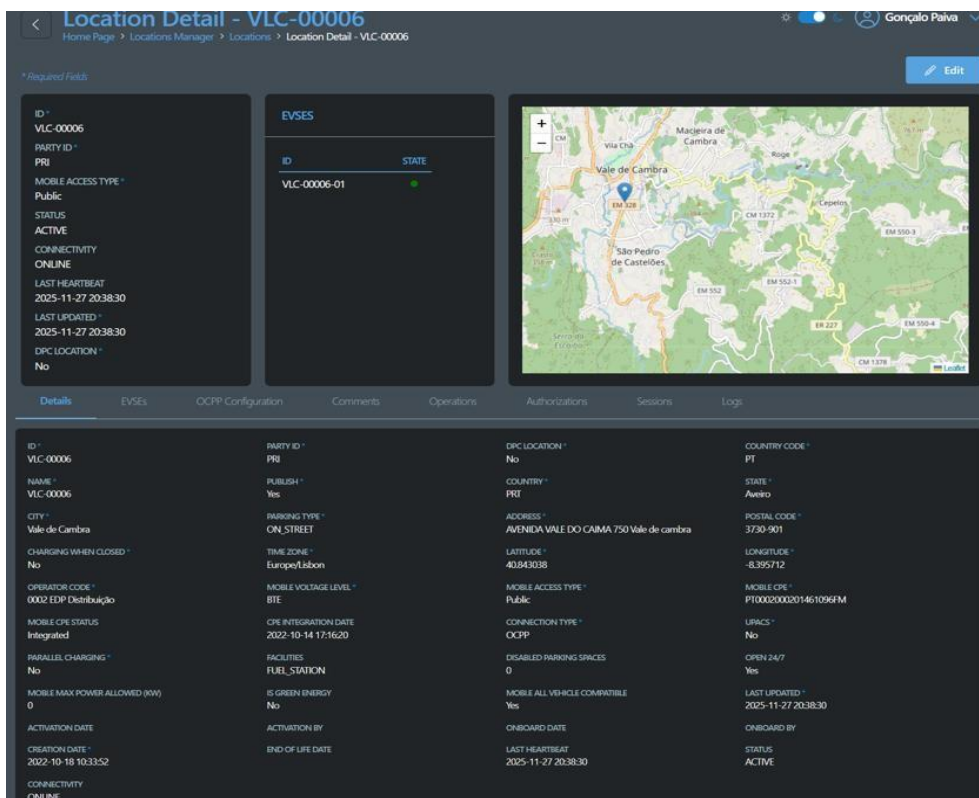 Location Detail - VLC-00006
Home Page > Locations Manager > Locations > Location Detail - VLC-00006
Gonçalo Paiva
* Required Fields
Edit
ID *
VLC-00006
PARTY ID *
PRI
MOBI.E ACCESS TYPE *
Public
STATUS
ACTIVE
CONNECTIVITY
ONLINE
LAST HEARTBEAT
2025-11-27 20:38:30
LAST UPDATED *
2025-11-27 20:38:30
DPC LOCATION *
No
EVSES
ID STATE
VLC-00006-01
+
−
CM
Vila Chã
Macieira de
Cambra
Roge
Vale de Cambra
EM 328
CM 1372
Cepelos
EM 550-3
São Pedro
de Castelões
EM 552
EM 552-1
ER 227
EM 550-4
CM 1378
Leaflet
Details EVSEs OCPP Configuration Comments Operations Authorizations Sessions Logs
ID * PARTY ID * DPC LOCATION * COUNTRY CODE *
VLC-00006 PRI No PT
NAME * PUBLISH * COUNTRY * STATE *
VLC-00006 Yes PRT Aveiro
CITY * PARKING TYPE * ADDRESS * POSTAL CODE *
Vale de Cambra ON_STREET AVENIDA VALE DO CAIMA 750 Vale de cambra 3730-901
CHARGING WHEN CLOSED * TIME ZONE * LATITUDE * LONGITUDE *
No Europe/Lisbon 40.843038 -8.395712
OPERATOR CODE * MOBI.E VOLTAGE LEVEL * MOBI.E ACCESS TYPE * MOBI.E CPE *
0002 EDP Distribuição BTE Public PT0002000201461096FM
MOBI.E CPE STATUS CPE INTEGRATION DATE CONNECTION TYPE * UPACS *
Integrated 2022-10-14 17:16:20 OCPP No
PARALLEL CHARGING * FACILITIES DISABLED PARKING SPACES OPEN 24/7
No FUEL_STATION 0 Yes
MOBI.E MAX POWER ALLOWED (KW) IS GREEN ENERGY MOBI.E ALL VEHICLE COMPATIBLE LAST UPDATED *
0 No Yes 2025-11-27 20:38:30
ACTIVATION DATE ACTIVATION BY ONBOARD DATE ONBOARD BY
CREATION DATE * END OF LIFE DATE LAST HEARTBEAT STATUS
2022-10-18 10:33:52 2025-11-27 20:38:30 ACTIVE
CONNECTIVITY
ONLINE